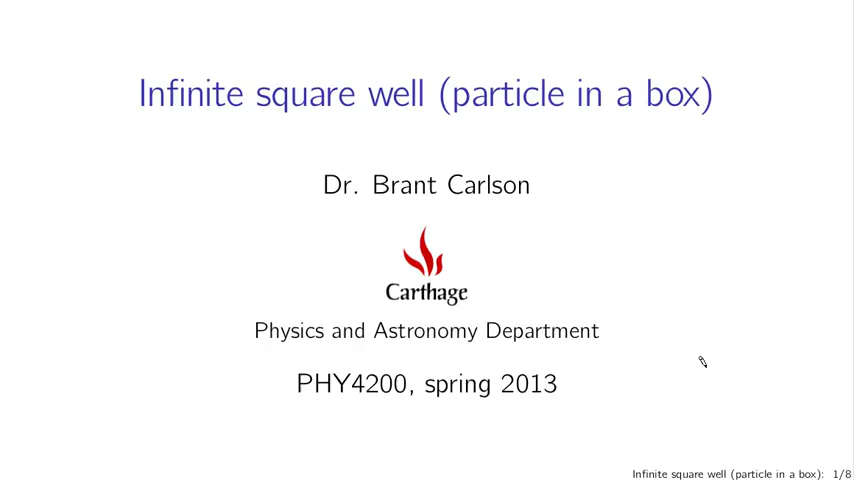 Infinite square well (particle in a box)
Dr. Brant Carlson
Carthage
Physics and Astronomy Department
PHY4200, spring 2013
Infinite square well (particle in a box): 1/8